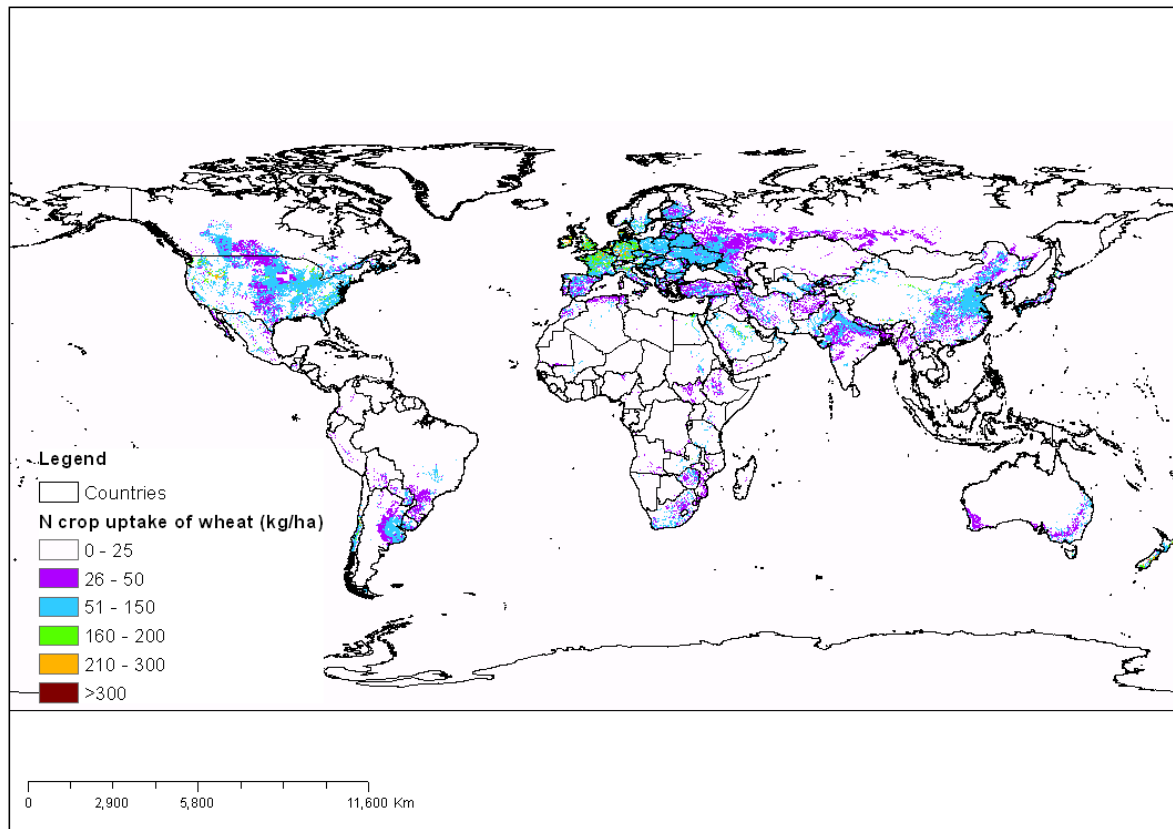 Legend
Countries
N crop uptake of wheat (kg/ha)
0 - 25
26 - 50
51 - 150
160 - 200
210 - 300
>300
0 2,900 5,800 11,600 Km